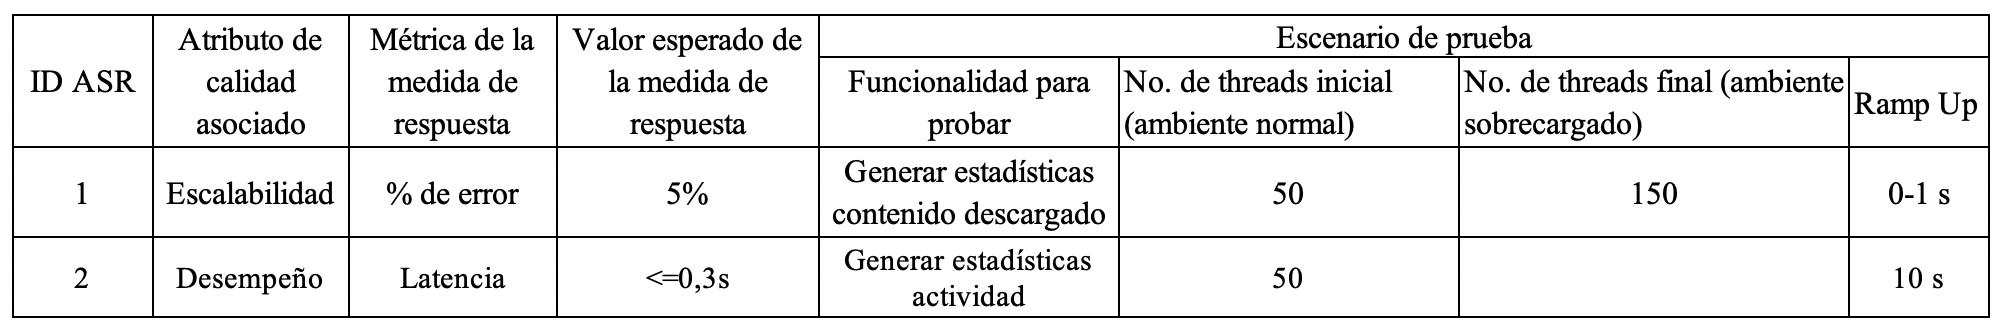 ID ASR
Atributo de
calidad
asociado
Métrica de la
medida de
respuesta
Valor esperado de
la medida de
respuesta
Escenario de prueba
Funcionalidad para
probar
No. de threads inicial
(ambiente normal)
No. de threads final (ambiente
sobrecargado)
Ramp Up
1
Escalabilidad
% de error
5%
Generar estadísticas
contenido descargado
50
150
0-1 s
2
Desempeño
Latencia
<=0,3s
Generar estadísticas
actividad
50
10 s